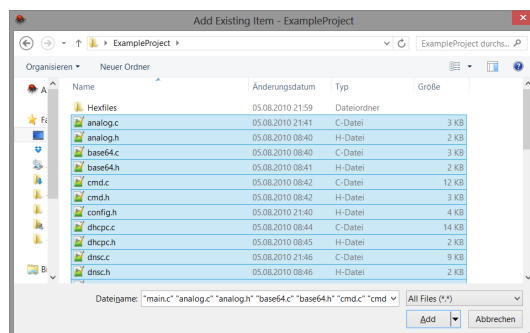 Add Existing Item - ExampleProject
ExampleProject
ExampleProject durchs...
Organisieren Neuer Ordner
Name Änderungsdatum Typ Größe
Hexfiles 05.08.2010 21:59 Dateiordner
analog.c 05.08.2010 21:41 C-Datei 3 KB
analog.h 05.08.2010 08:40 H-Datei 2 KB
base64.c 05.08.2010 08:40 C-Datei 3 KB
base64.h 05.08.2010 08:41 H-Datei 2 KB
cmd.c 05.08.2010 08:42 C-Datei 12 KB
cmd.h 05.08.2010 08:42 H-Datei 3 KB
config.h 05.08.2010 21:40 H-Datei 4 KB
dhcpc.c 05.08.2010 08:44 C-Datei 14 KB
dhcpc.h 05.08.2010 08:45 H-Datei 2 KB
dnsc.c 05.08.2010 21:46 C-Datei 9 KB
dnsc.h 05.08.2010 08:46 H-Datei 2 KB
Dateiname: "main.c" "analog.c" "analog.h" "base64.c" "base64.h" "cmd.c" "cmd All Files (*.*)
Add Abbrechen